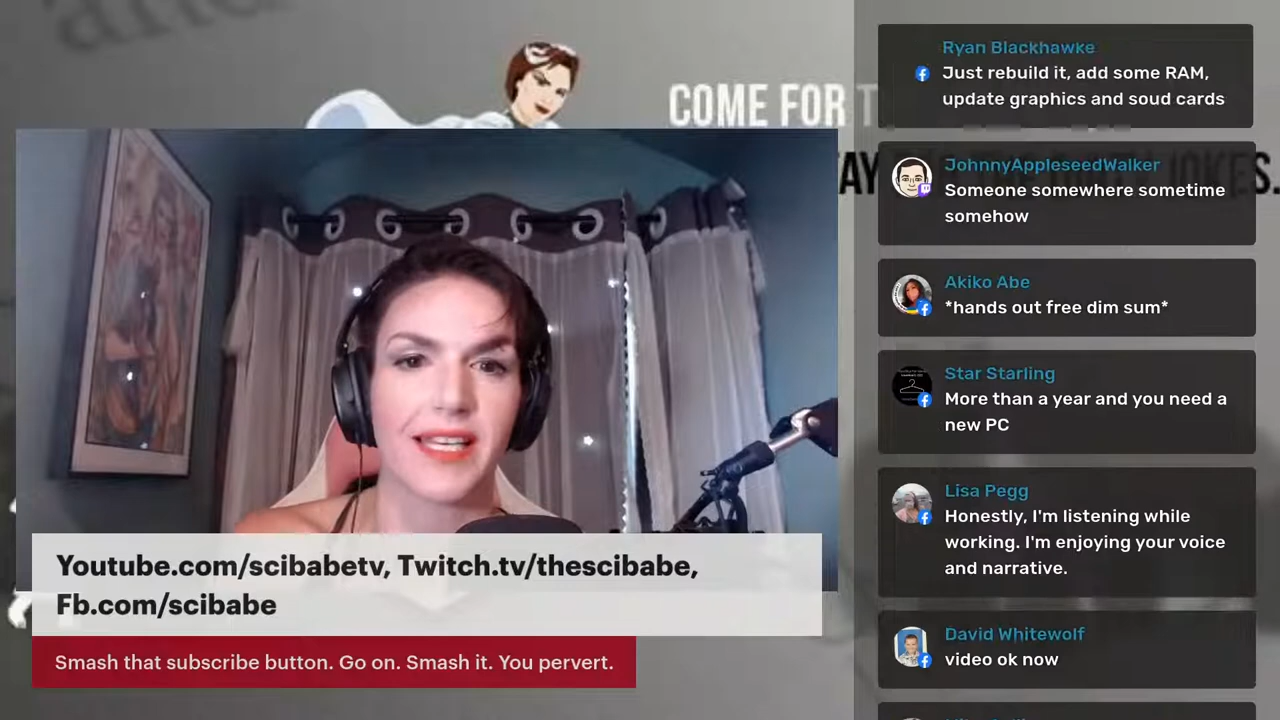 COME FOR T
AY
JOKES.
Youtube.com/scibabetv, Twitch.tv/thescibabe,
Fb.com/scibabe
Smash that subscribe button. Go on. Smash it. You pervert.
Ryan Blackhawke
Just rebuild it, add some RAM,
update graphics and soud cards
JohnnyAppleseedWalker
Someone somewhere sometime
somehow
Akiko Abe
*hands out free dim sum*
Star Starling
More than a year and you need a
new PC
Lisa Pegg
Honestly, I'm listening while
working. I'm enjoying your voice
and narrative.
David Whitewolf
video ok now